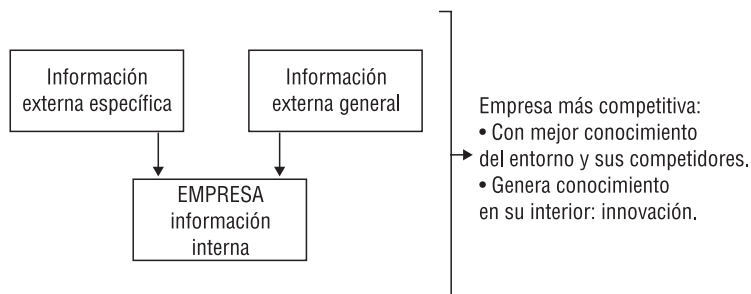 Información
externa específica
Información
externa general
EMPRESA
información
interna
Empresa más competitiva:
• Con mejor conocimiento
del entorno y sus competidores.
• Genera conocimiento
en su interior: innovación.